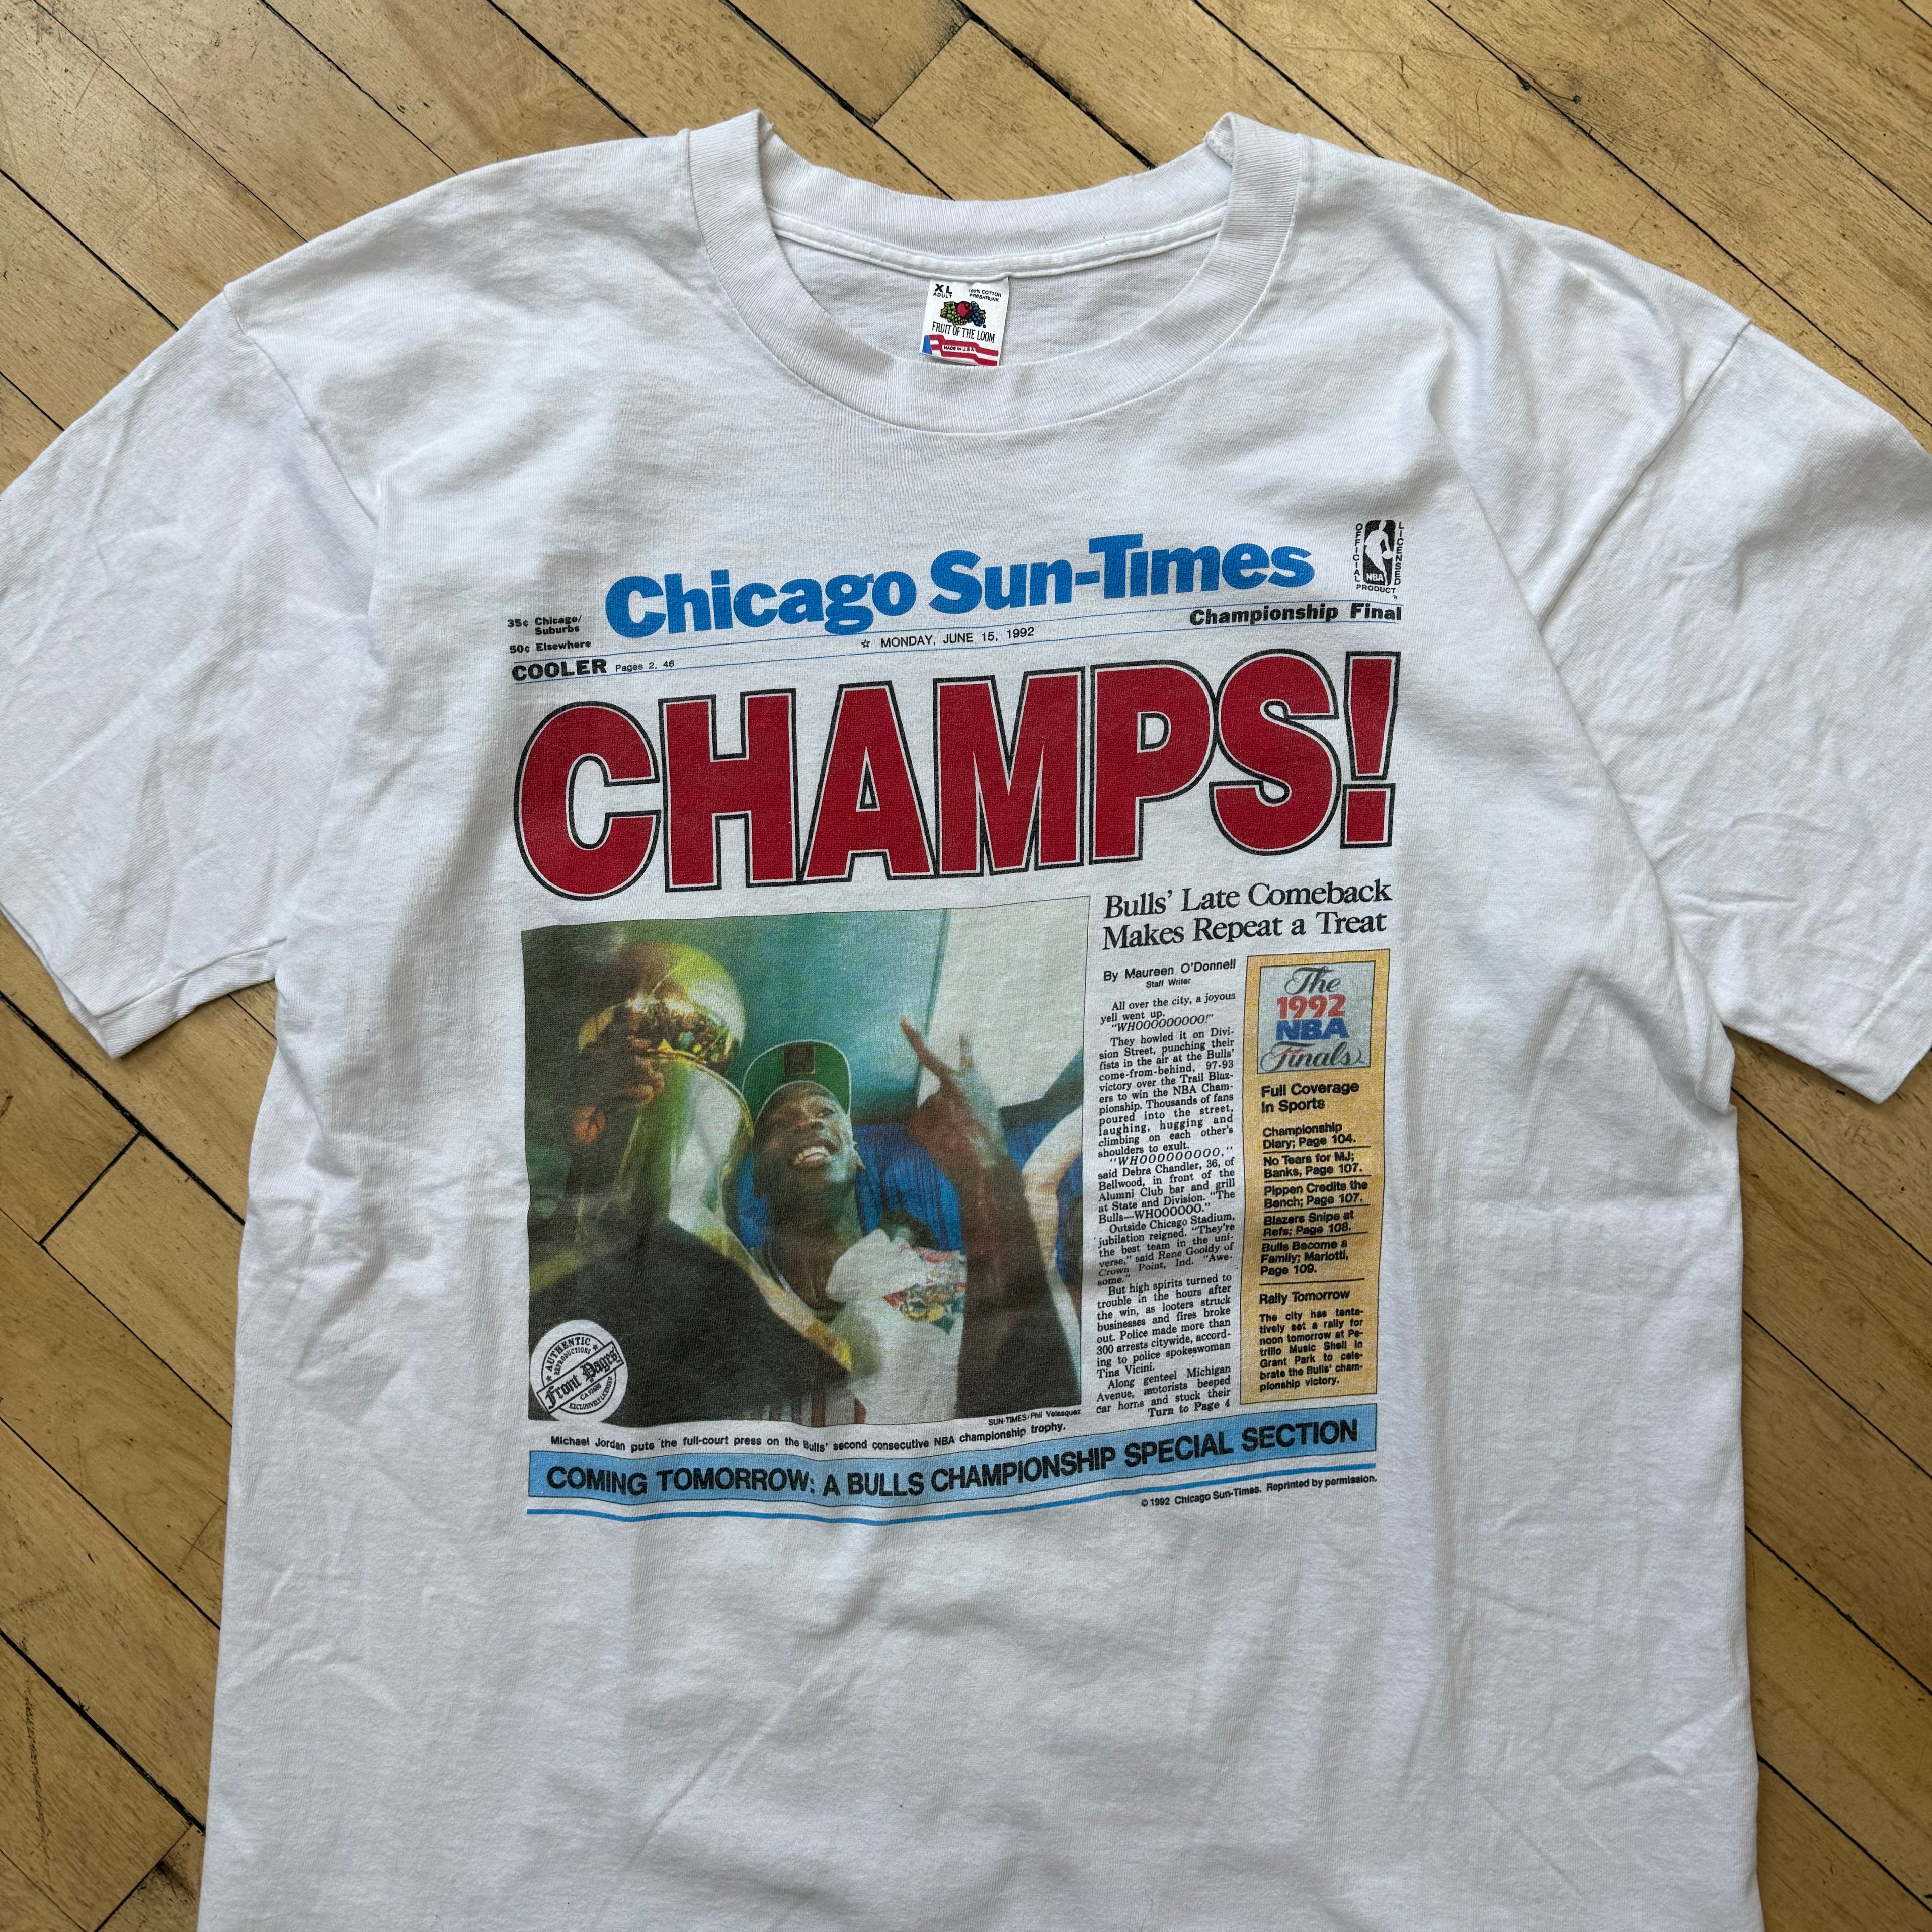 XL
ADULT
100% COTTON
PRESHRUNK
FRUIT OF THE LOOM
MADE IN U.S.A.
Chicago Sun-Times
OFFICIAL LICENSED
NBA
PRODUCT
35¢ Chicago/
Suburbs
50¢ Elsewhere
☆ MONDAY, JUNE 15, 1992
Championship Final
COOLER Pages 2, 46
CHAMPS!
Bulls' Late Comeback
Makes Repeat a Treat
By Maureen O'Donnell
Staff Writer
All over the city, a joyous
yell went up.
"WHOOOOOOOOO!"
They howled it on Divi-
sion Street, punching their
fists in the air at the Bulls'
come-from-behind, 97-93
victory over the Trail Blaz-
ers to win the NBA Cham-
pionship. Thousands of fans
poured into the street,
laughing, hugging and
climbing on each other's
shoulders to exult.
"WHOOOOOOOOO,"
said Debra Chandler, 36, of
Bellwood, in front of the
Alumni Club bar and grill
at State and Division. "The
Bulls—WHOOOOOO."
Outside Chicago Stadium,
jubilation reigned. "They're
the best team in the uni-
verse," said Rene Gooldy of
Crown Point, Ind. "Awe-
some."
But high spirits turned to
trouble in the hours after
the win, as looters struck
businesses and fires broke
out. Police made more than
300 arrests citywide, accord-
ing to police spokeswoman
Tina Vicini.
Along genteel Michigan
Avenue, motorists beeped
car horns and stuck their
Turn to Page 4
The
1992
NBA
Finals
Full Coverage
In Sports
Championship
Diary; Page 104.
No Tears for MJ;
Banks, Page 107.
Pippen Credits the
Bench; Page 107.
Blazers Snipe at
Refs; Page 108.
Bulls Become a
Family; Mariotti,
Page 109.
Rally Tomorrow
The city has tenta-
tively set a rally for
noon tomorrow at Pe-
trillo Music Shell in
Grant Park to cele-
brate the Bulls' cham-
pionship victory.
AUTHENTIC
REPRODUCTIONS
Front Pages
EXCLUSIVELY LICENSED
SUN-TIMES/Phil Velasquez
Michael Jordan puts the full-court press on the Bulls' second consecutive NBA championship trophy.
COMING TOMORROW: A BULLS CHAMPIONSHIP SPECIAL SECTION
© 1992 Chicago Sun-Times. Reprinted by permission.